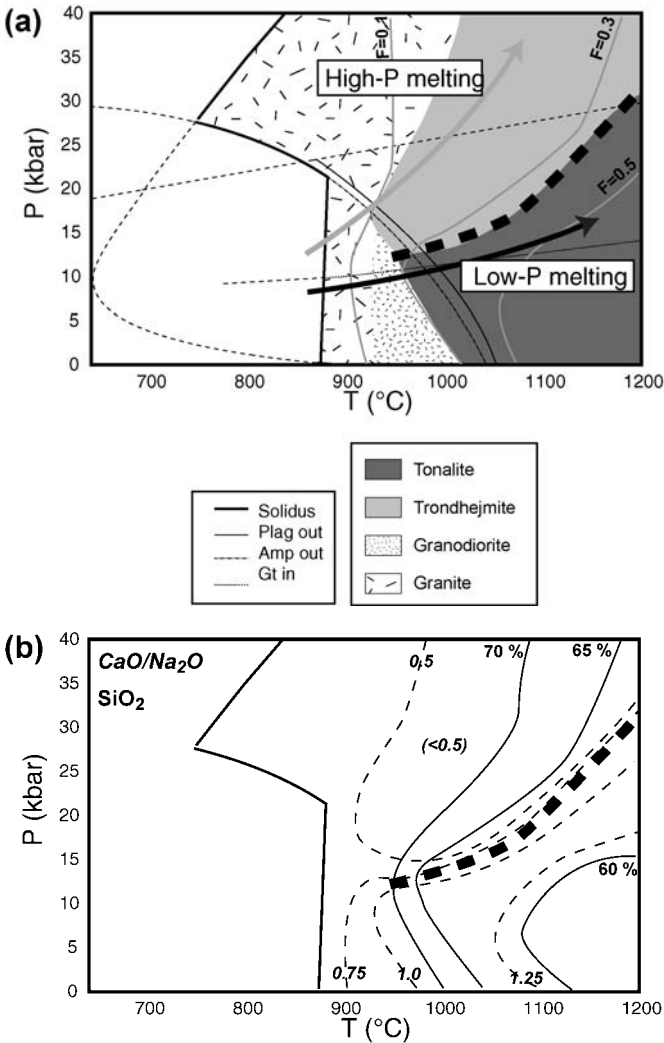 (a)
40
35
30
25
20
15
10
5
0
P (kbar)
F=0.1
F=0.3
High-P melting
F=0.5
Low-P melting
700
800
900
1000
1100
1200
T (°C)
Solidus
Plag out
Amp out
Gt in
Tonalite
Trondhejmite
Granodiorite
Granite
(b)
40
35
30
25
20
15
10
5
0
P (kbar)
CaO/Na2O
SiO2
0,5
70 %
65 %
(<0.5)
60 %
0.75
1.0
1.25
700
800
900
1000
1100
1200
T (°C)